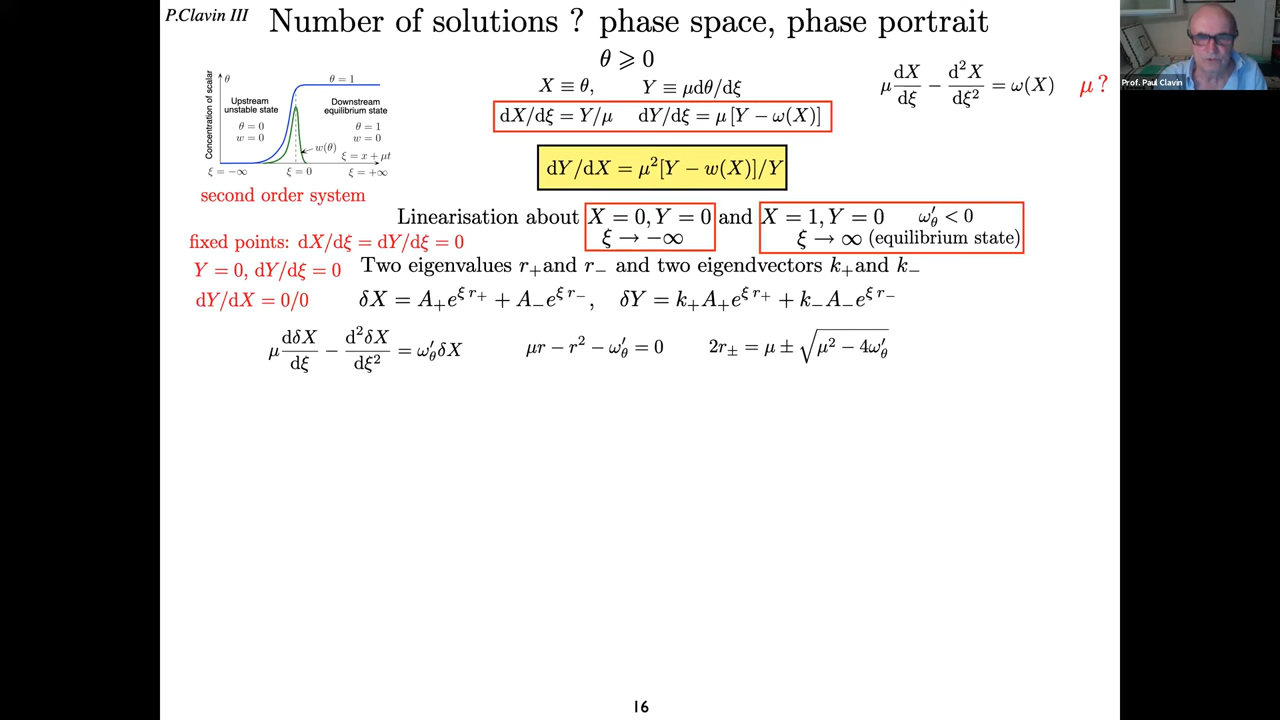 P.Clavin III
Number of solutions ? phase space, phase portrait
Prof. Paul Clavin
θ ⩾ 0
X ≡ θ, Y ≡ μdθ/dξ
μ dX/dξ − d²X/dξ² = ω(X) μ ?
dX/dξ = Y/μ dY/dξ = μ [Y − ω(X)]
dY/dX = μ²[Y − w(X)]/Y
Concentration of scalar
θ
θ = 1
Upstream
unstable state
θ = 0
w = 0
Downstream
equilibrium state
θ = 1
w = 0
w(θ)
ξ = x + μt
ξ = −∞ ξ = 0 ξ = +∞
second order system
Linearisation about X = 0, Y = 0 and X = 1, Y = 0 ω′θ < 0
ξ → −∞ ξ → ∞ (equilibrium state)
fixed points: dX/dξ = dY/dξ = 0
Y = 0, dY/dξ = 0
Two eigenvalues r₊and r₋ and two eigendvectors k₊and k₋
dY/dX = 0/0
δX = A₊e^{ξ r₊} + A₋e^{ξ r₋}, δY = k₊A₊e^{ξ r₊} + k₋A₋e^{ξ r₋}
μ dδX/dξ − d²δX/dξ² = ω′θδX μr − r² − ω′θ = 0 2r± = μ ± √(μ² − 4ω′θ)
16